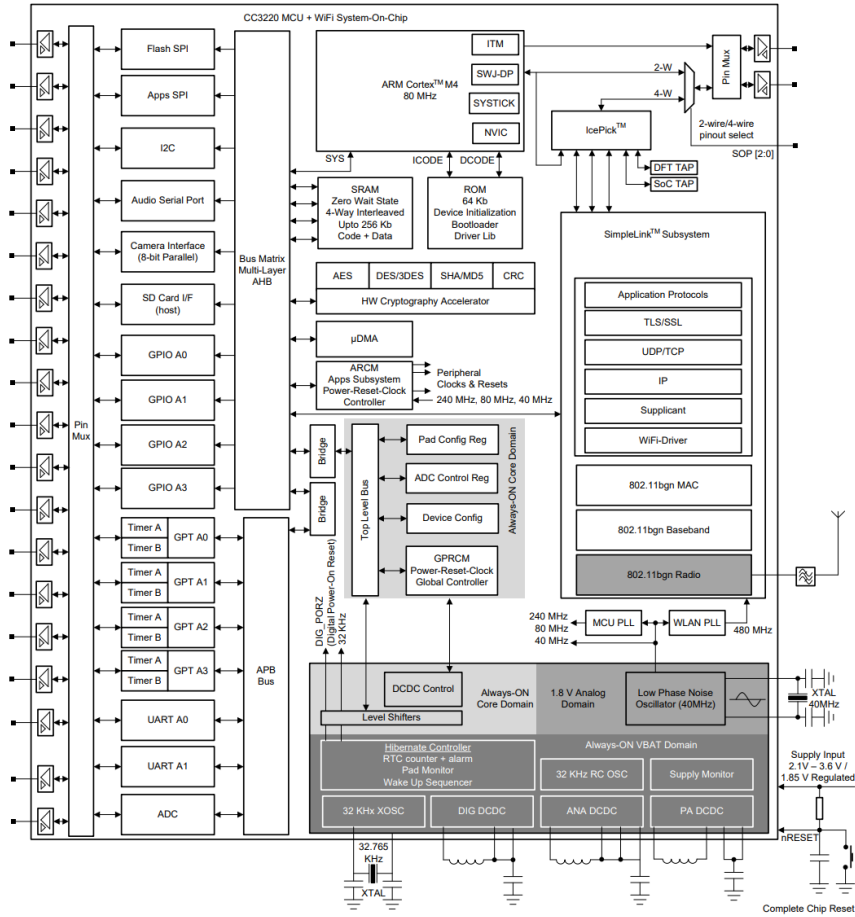 CC3220 MCU + WiFi System-On-Chip
Flash SPI
Apps SPI
I2C
Audio Serial Port
Camera Interface
(8-bit Parallel)
SD Card I/F
(host)
GPIO A0
GPIO A1
GPIO A2
GPIO A3
Pin
Mux
Timer A
Timer B
GPT A0
Timer A
Timer B
GPT A1
Timer A
Timer B
GPT A2
Timer A
Timer B
GPT A3
UART A0
UART A1
ADC
Bus Matrix
Multi-Layer
AHB
APB
Bus
ARM Cortex™ M4
80 MHz
ITM
SWJ-DP
SYSTICK
NVIC
SYS
ICODE
DCODE
SRAM
Zero Wait State
4-Way Interleaved
Upto 256 Kb
Code + Data
ROM
64 Kb
Device Initialization
Bootloader
Driver Lib
AES
DES/3DES
SHA/MD5
CRC
HW Cryptography Accelerator
µDMA
ARCM
Apps Subsystem
Power-Reset-Clock
Controller
Peripheral
Clocks & Resets
240 MHz, 80 MHz, 40 MHz
Bridge
Bridge
Top Level Bus
Pad Config Reg
ADC Control Reg
Device Config
GPRCM
Power-Reset-Clock
Global Controller
Always-ON Core Domain
2-W
4-W
Pin Mux
2-wire/4-wire
pinout select
SOP [2:0]
IcePick™
DFT TAP
SoC TAP
SimpleLink™ Subsystem
Application Protocols
TLS/SSL
UDP/TCP
IP
Supplicant
WiFi-Driver
802.11bgn MAC
802.11bgn Baseband
802.11bgn Radio
240 MHz
80 MHz
40 MHz
MCU PLL
WLAN PLL
480 MHz
DIG_PORZ
(Digital Power-On Reset)
32 KHz
DCDC Control
Level Shifters
Always-ON
Core Domain
1.8 V Analog
Domain
Low Phase Noise
Oscillator (40MHz)
XTAL
40MHz
Hibernate Controller
RTC counter + alarm
Pad Monitor
Wake Up Sequencer
Always-ON VBAT Domain
32 KHz RC OSC
Supply Monitor
32 KHx XOSC
DIG DCDC
ANA DCDC
PA DCDC
Supply Input
2.1V – 3.6 V /
1.85 V Regulated
nRESET
32.765
KHz
XTAL
Complete Chip Reset